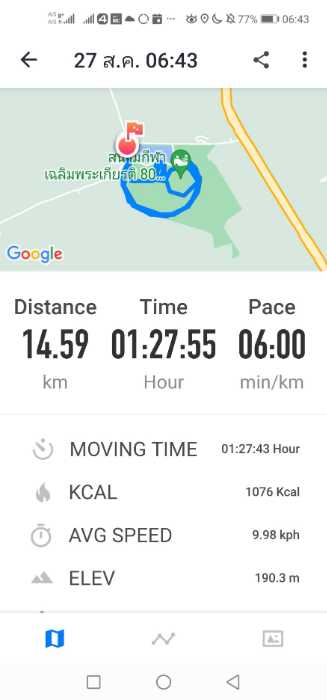 77% 06:43
27 ส.ค. 06:43
สนามกีฬา
เฉลิมพระเกียรติ 80...
Google
Distance Time Pace
14.59 01:27:55 06:00
km Hour min/km
MOVING TIME 01:27:43 Hour
KCAL 1076 Kcal
AVG SPEED 9.98 kph
ELEV 190.3 m